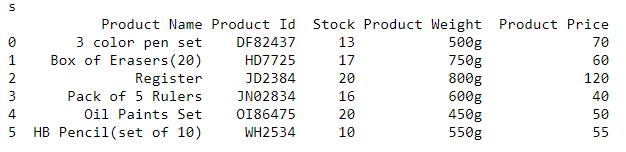 s
Product Name Product Id Stock Product Weight Product Price
0 3 color pen set DF82437 13 500g 70
1 Box of Erasers(20) HD7725 17 750g 60
2 Register JD2384 20 800g 120
3 Pack of 5 Rulers JN02834 16 600g 40
4 Oil Paints Set OI86475 20 450g 50
5 HB Pencil(set of 10) WH2534 10 550g 55